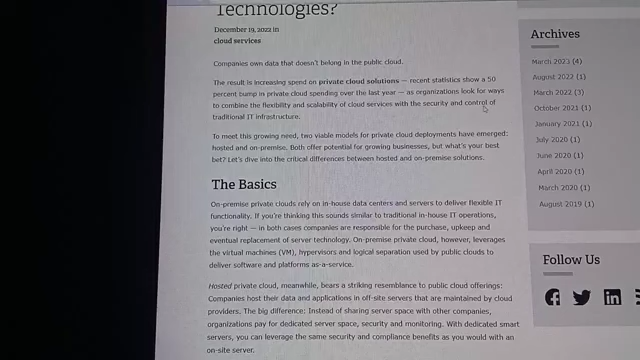 Technologies?
December 19, 2022 in
cloud services
Companies own data that doesn't belong in the public cloud.
The result is increasing spend on private cloud solutions — recent statistics show a 50
percent bump in private cloud spending over the last year — as organizations look for ways
to combine the flexibility and scalability of cloud services with the security and control of
traditional IT infrastructure.
To meet this growing need, two viable models for private cloud deployments have emerged:
hosted and on-premise. Both offer potential for growing businesses, but what's your best
bet? Let's dive into the critical differences between hosted and on-premise solutions.
The Basics
On-premise private clouds rely on in-house data centers and servers to deliver flexible IT
functionality. If you're thinking this sounds similar to traditional in-house IT operations,
you're right — in both cases companies are responsible for the purchase, upkeep and
eventual replacement of server technology. On-premise private cloud, however, leverages
the virtual machines (VM), hypervisors and logical separation used by public clouds to
deliver software and platforms as-a-service.
Hosted private cloud, meanwhile, bears a striking resemblance to public cloud offerings:
Companies host their data and applications in off-site servers that are maintained by cloud
providers. The big difference: Instead of sharing server space with other companies,
organizations pay for dedicated server space, security and monitoring. With dedicated smart
servers, you can leverage the same security and compliance benefits as you would with an
on-site server.
Archives
March 2023 (4)
August 2022 (1)
March 2022 (3)
October 2021 (1)
January 2021 (1)
July 2020 (1)
June 2020 (1)
April 2020 (1)
March 2020 (1)
August 2019 (1)
Follow Us